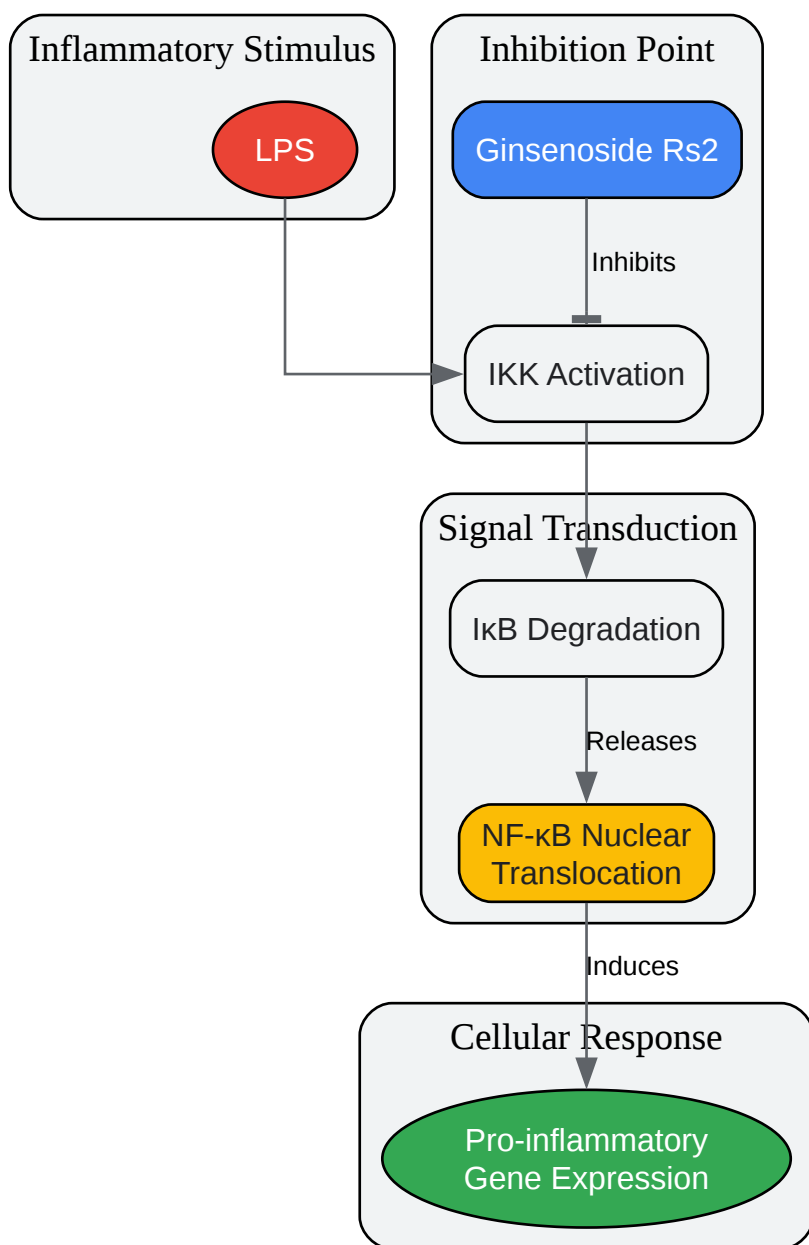 Inflammatory Stimulus
LPS
Inhibition Point
Ginsenoside Rs2
Inhibits
IKK Activation
Signal Transduction
IκB Degradation
Releases
NF-κB Nuclear
Translocation
Induces
Cellular Response
Pro-inflammatory
Gene Expression